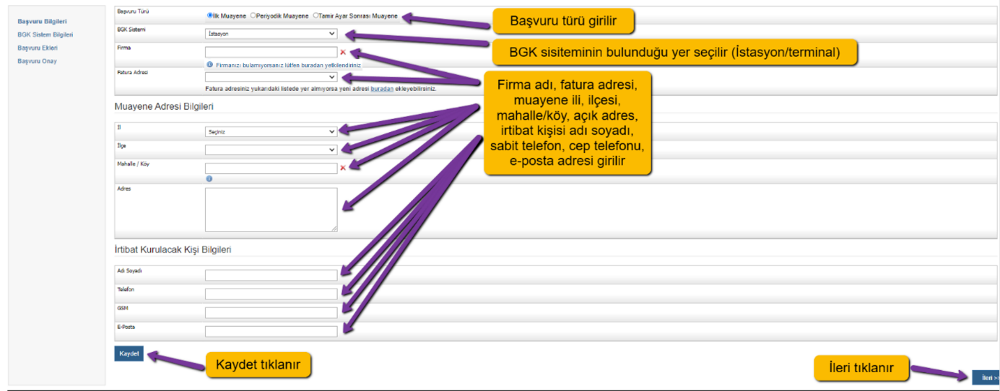 Başvuru Bilgileri
BGK Sistem Bilgileri
Başvuru Ekleri
Başvuru Onay
Başvuru Türü
İlk Muayene Periyodik Muayene Tamir Ayar Sonrası Muayene
Başvuru türü girilir
BGK Sistemi
İstasyon
BGK sisiteminin bulunduğu yer seçilir (İstasyon/terminal)
Firma
Firmanızı bulamıyorsanız lütfen buradan yetkilendiriniz
Fatura Adresi
Fatura adresiniz yukarıdaki listede yer almıyorsa yeni adresi buradan ekleyebilirsiniz.
Firma adı, fatura adresi,
muayene ili, ilçesi,
mahalle/köy, açık adres,
irtibat kişisi adı soyadı,
sabit telefon, cep telefonu,
e-posta adresi girilir
Muayene Adresi Bilgileri
İl
Seçiniz
İlçe
Mahalle / Köy
Adres
İrtibat Kurulacak Kişi Bilgileri
Adı Soyadı
Telefon
GSM
E-Posta
Kaydet
Kaydet tıklanır
İleri tıklanır
İleri >>